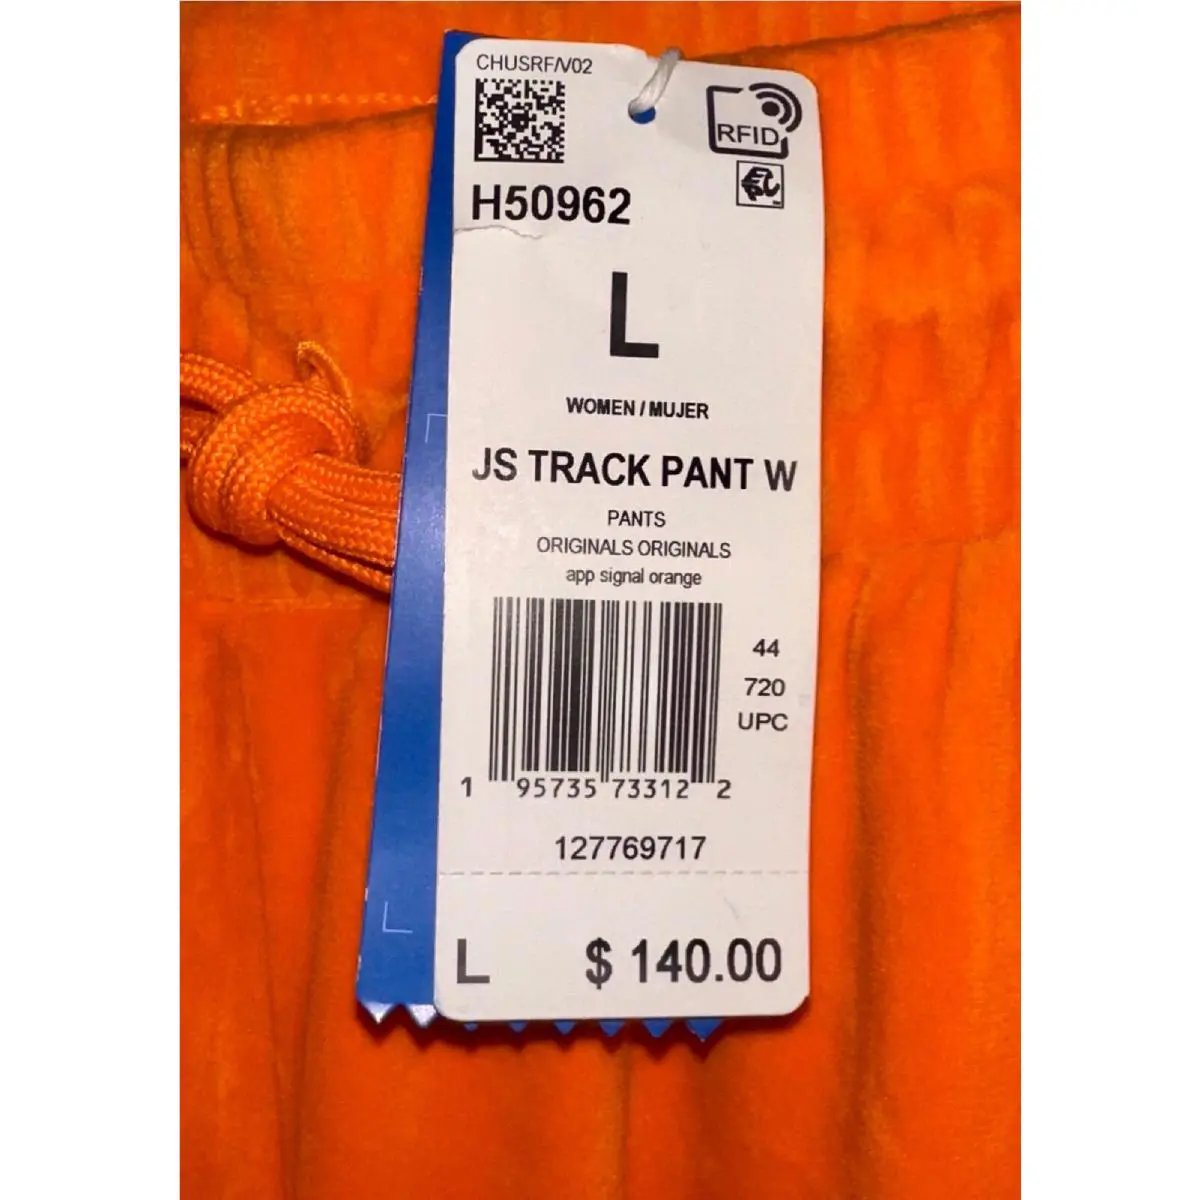 CHUSRF/V02
RFID
H50962
L
WOMEN / MUJER
JS TRACK PANT W
PANTS
ORIGINALS ORIGINALS
app signal orange
44
720
UPC
1 95735 73312 2
127769717
L $ 140.00